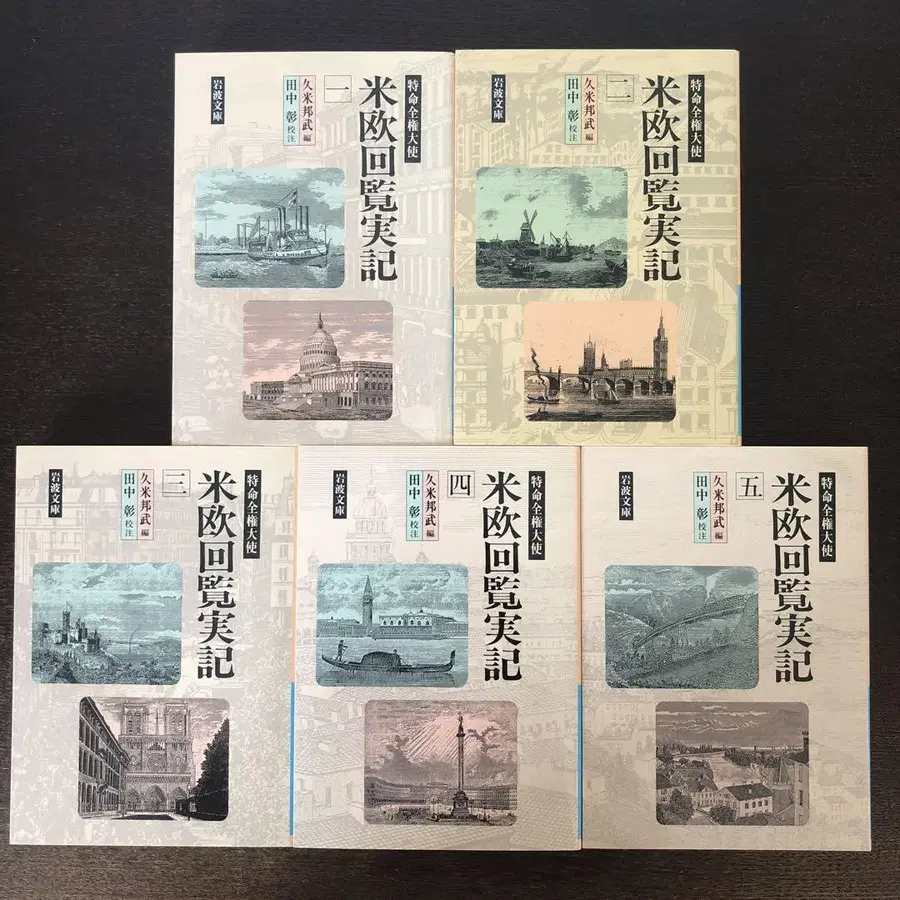 特命全権大使
米欧回覧実記
一
久米邦武 編
田中 彰 校注
岩波文庫
特命全権大使
米欧回覧実記
二
久米邦武 編
田中 彰 校注
岩波文庫
特命全権大使
米欧回覧実記
三
久米邦武 編
田中 彰 校注
岩波文庫
特命全権大使
米欧回覧実記
四
久米邦武 編
田中 彰 校注
岩波文庫
特命全権大使
米欧回覧実記
五
久米邦武 編
田中 彰 校注
岩波文庫